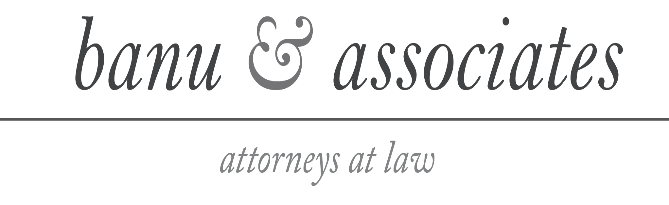 banu & associates
attorneys at law